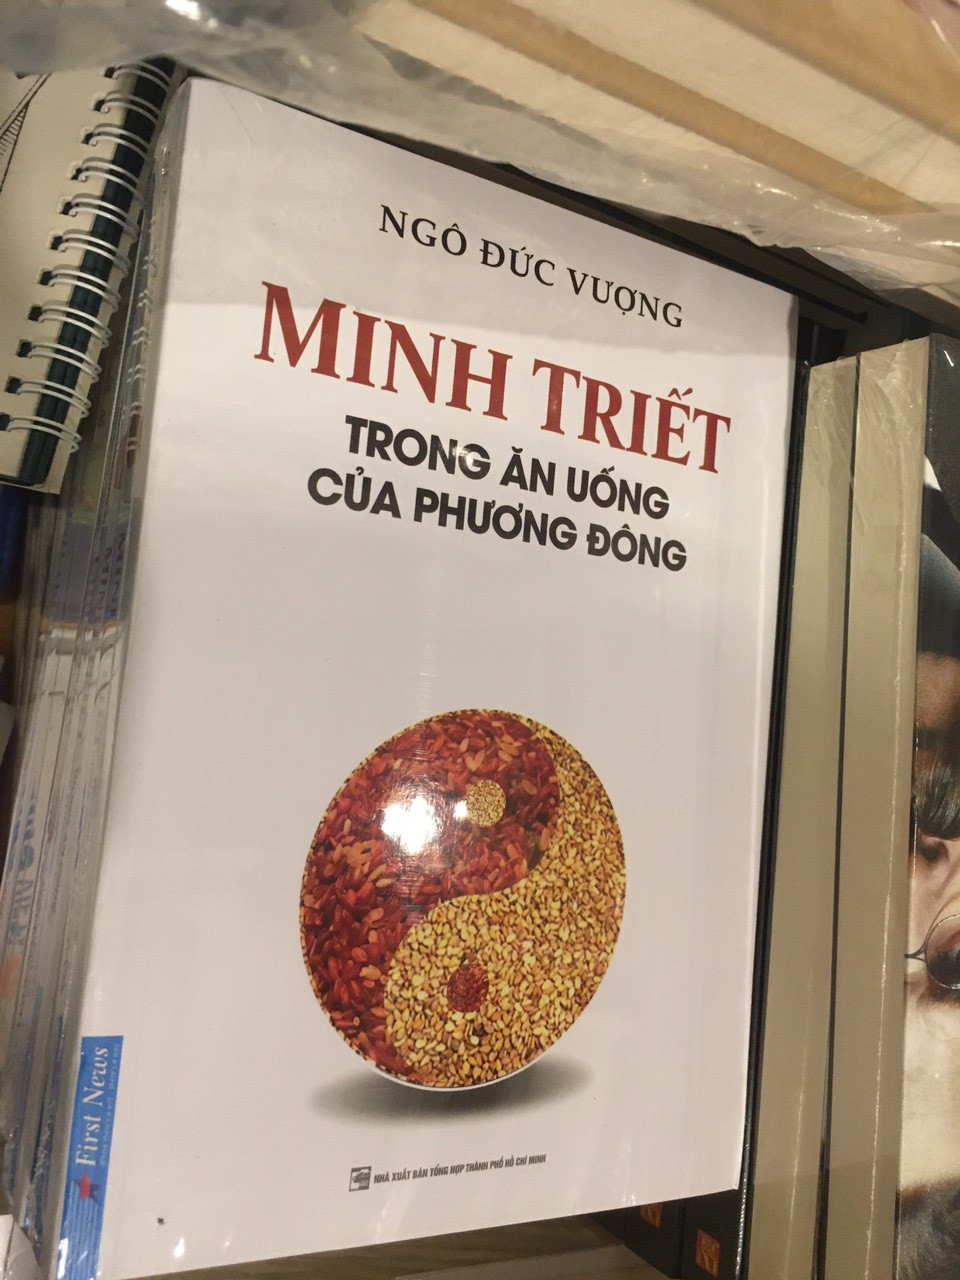 NGÔ ĐỨC VƯỢNG
MINH TRIẾT
TRONG ĂN UỐNG
CỦA PHƯƠNG ĐÔNG
First News
NHÀ XUẤT BẢN TỔNG HỢP THÀNH PHỐ HỒ CHÍ MINH